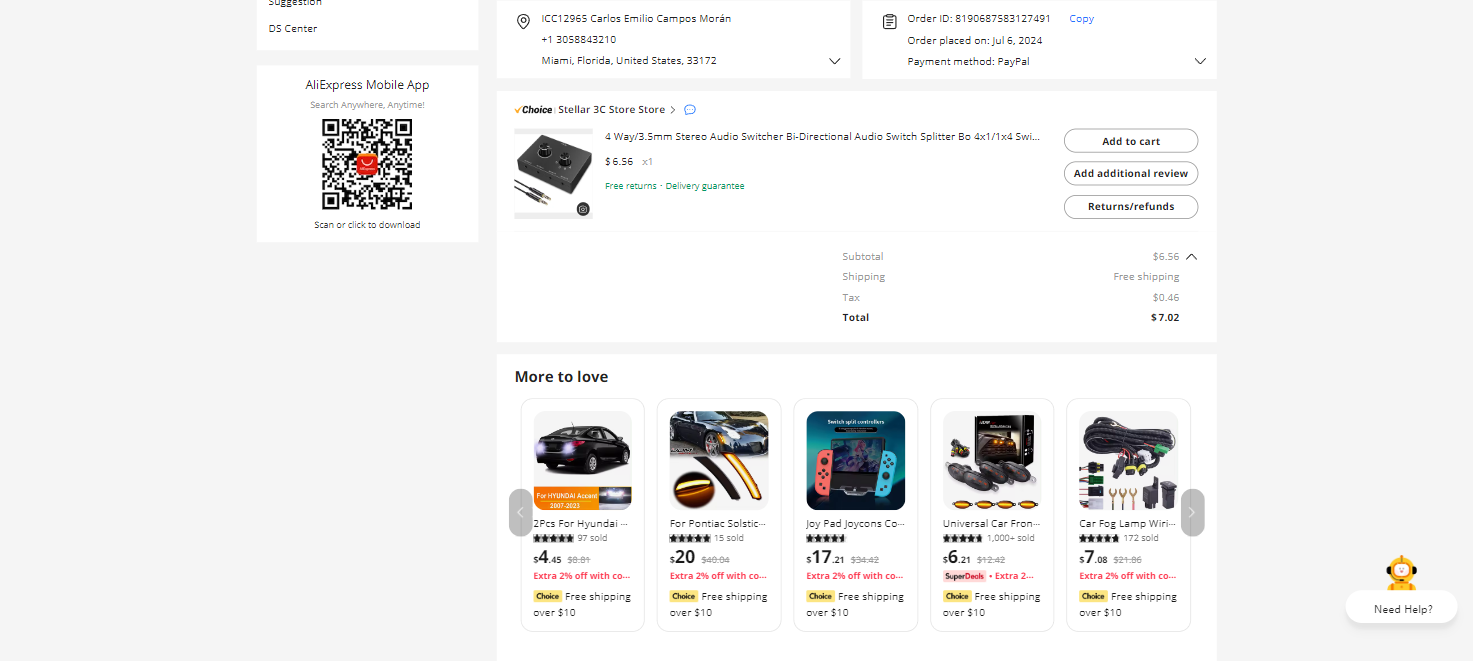 Suggestion
DS Center
AliExpress Mobile App
Search Anywhere, Anytime!
Scan or click to download
ICC12965 Carlos Emilio Campos Morán
+1 3058843210
Miami, Florida, United States, 33172
Order ID: 8190687583127491 Copy
Order placed on: Jul 6, 2024
Payment method: PayPal
Choice Stellar 3C Store Store
4 Way/3.5mm Stereo Audio Switcher Bi-Directional Audio Switch Splitter Bo 4x1/1x4 Swi...
$6.56 x1
Free returns · Delivery guarantee
Add to cart
Add additional review
Returns/refunds
Subtotal $6.56
Shipping Free shipping
Tax $0.46
Total $7.02
More to love
For HYUNDAI Accent
2007-2023
2Pcs For Hyundai ...
97 sold
$4.45 $8.81
Extra 2% off with co...
Choice Free shipping
over $10
For Pontiac Solstic...
15 sold
$20 $40.04
Extra 2% off with co...
Choice Free shipping
over $10
Switch split controllers
Joy Pad Joycons Co...
$17.21 $34.42
Extra 2% off with co...
Choice Free shipping
over $10
Universal Car Fron...
1,000+ sold
$6.21 $12.42
SuperDeals • Extra 2...
Choice Free shipping
over $10
Car Fog Lamp Wiri...
172 sold
$7.08 $21.86
Extra 2% off with co...
Choice Free shipping
over $10
Need Help?